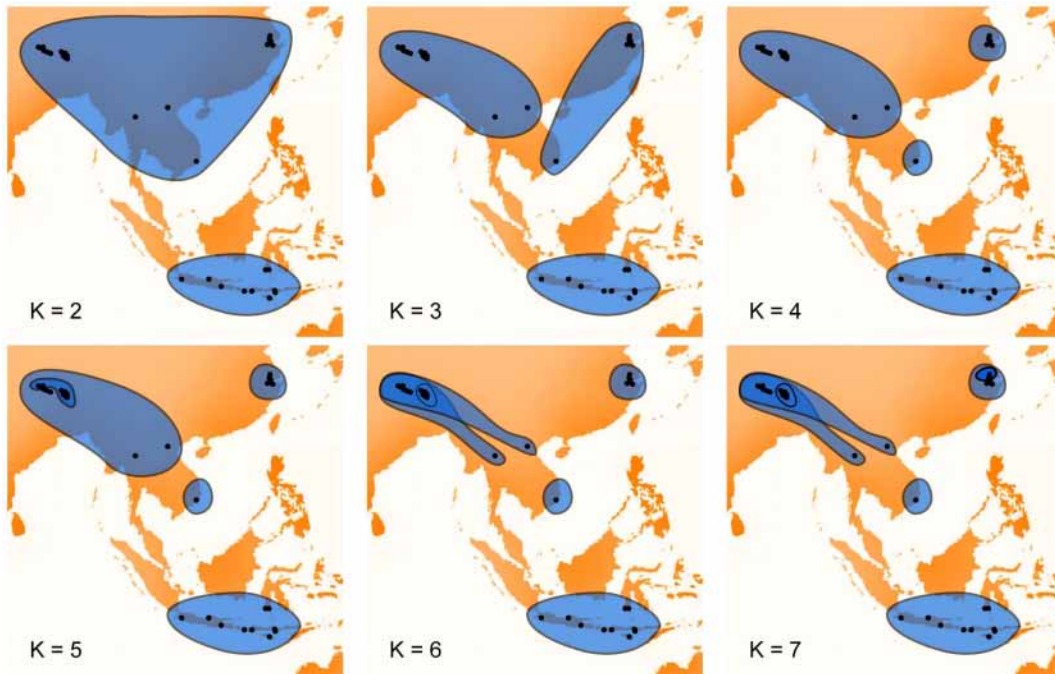 K = 2
K = 3
K = 4
K = 5
K = 6
K = 7